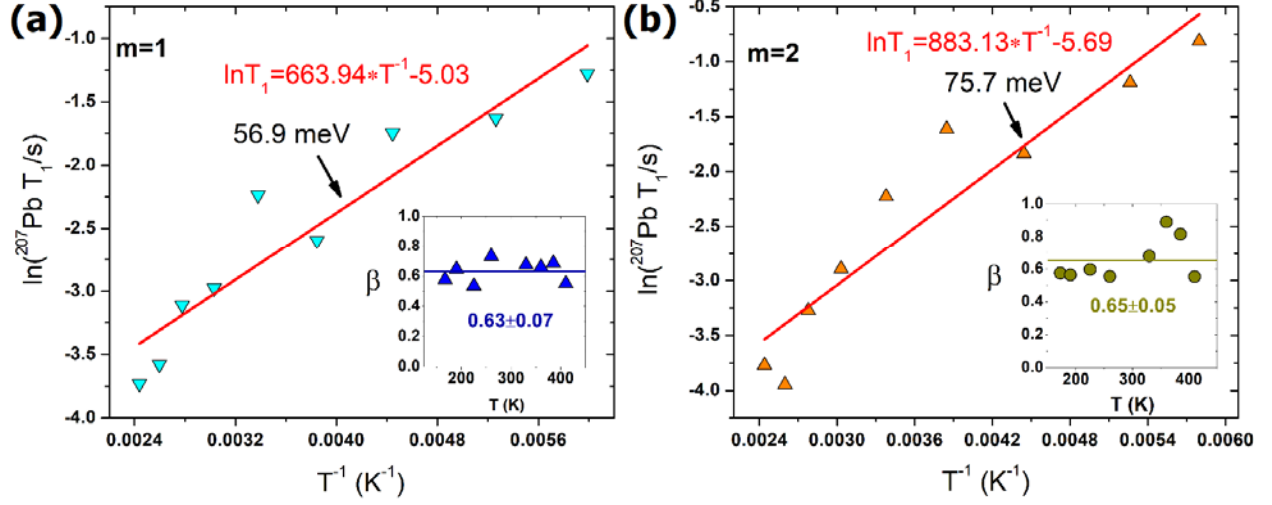 (a)
m=1
lnT₁=663.94*T⁻¹-5.03
56.9 meV
ln(²⁰⁷Pb T₁/s)
-1.0
-1.5
-2.0
-2.5
-3.0
-3.5
-4.0
0.0024 0.0032 0.0040 0.0048 0.0056
T⁻¹ (K⁻¹)
β
1.0
0.8
0.6
0.4
0.2
0.0
0.63±0.07
200 300 400
T (K)
(b)
m=2
lnT₁=883.13*T⁻¹-5.69
75.7 meV
ln(²⁰⁷Pb T₁/s)
-0.5
-1.0
-1.5
-2.0
-2.5
-3.0
-3.5
-4.0
0.0024 0.0030 0.0036 0.0042 0.0048 0.0054 0.0060
T⁻¹ (K⁻¹)
β
1.0
0.8
0.6
0.4
0.2
0.0
0.65±0.05
200 300 400
T (K)